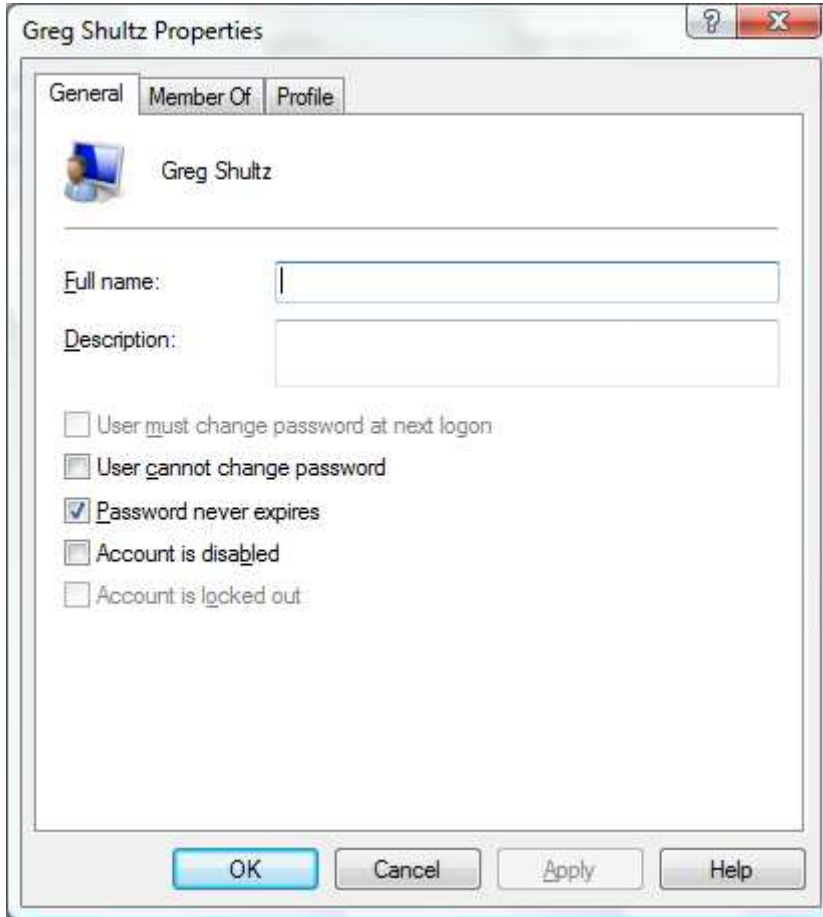 Greg Shultz Properties
General Member Of Profile
Greg Shultz
Full name:
Description:
User must change password at next logon
User cannot change password
Password never expires
Account is disabled
Account is locked out
OK Cancel Apply Help